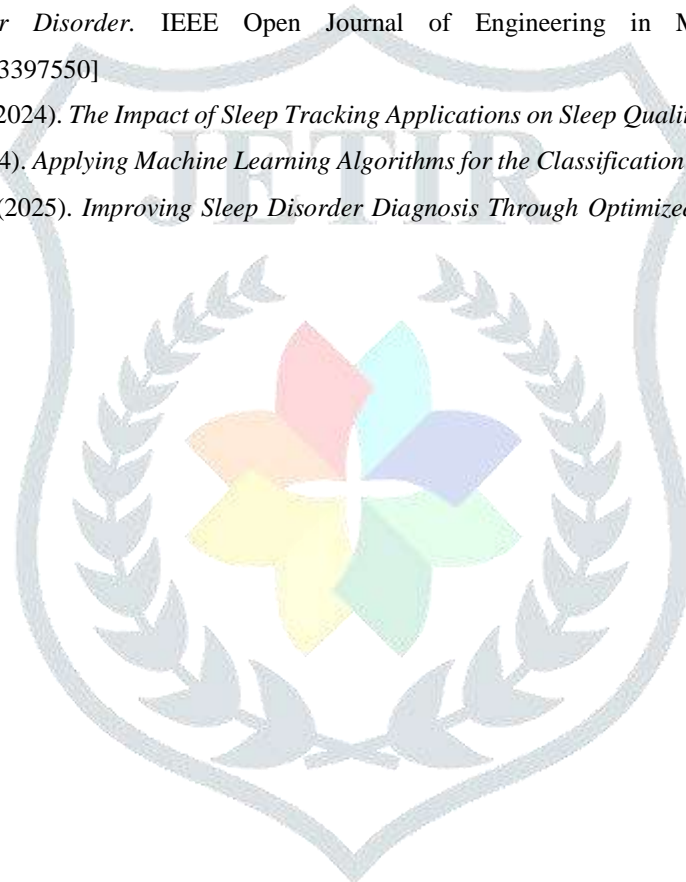 r Disorder. IEEE Open Journal of Engineering in M
3397550]
2024). The Impact of Sleep Tracking Applications on Sleep Quali
4). Applying Machine Learning Algorithms for the Classification
(2025). Improving Sleep Disorder Diagnosis Through Optimized
JETIR